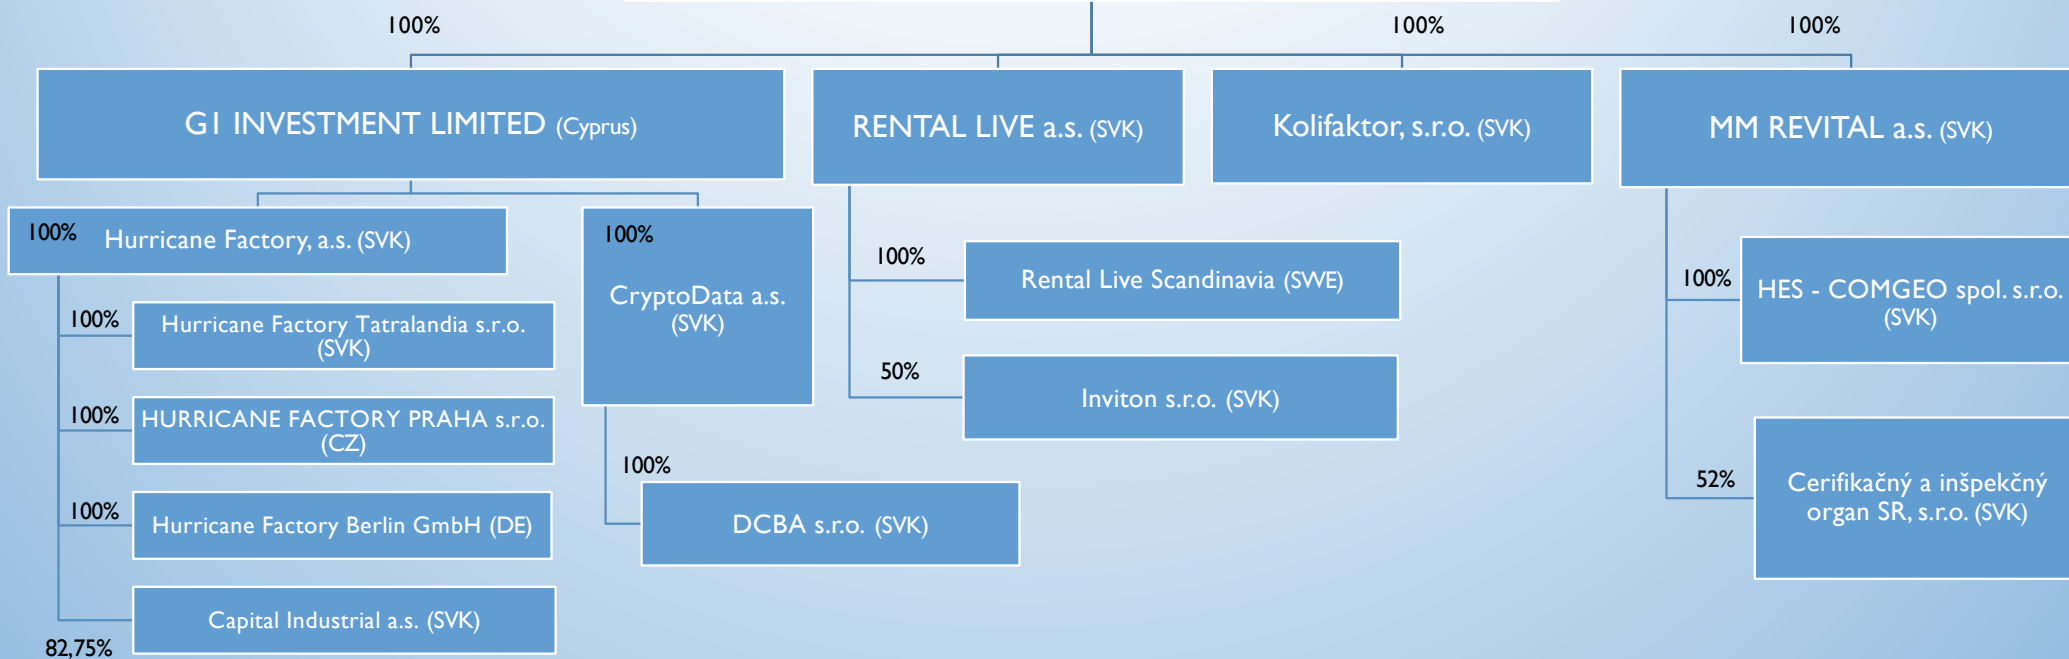 100%
100%
100%
G1 INVESTMENT LIMITED (Cyprus)
RENTAL LIVE a.s. (SVK)
Kolifaktor, s.r.o. (SVK)
MM REVITAL a.s. (SVK)
100%
Hurricane Factory, a.s. (SVK)
100%
CryptoData a.s.
(SVK)
100%
Hurricane Factory Tatralandia s.r.o.
(SVK)
100%
HURRICANE FACTORY PRAHA s.r.o.
(CZ)
100%
Hurricane Factory Berlin GmbH (DE)
82,75%
Capital Industrial a.s. (SVK)
100%
DCBA s.r.o. (SVK)
100%
Rental Live Scandinavia (SWE)
50%
Inviton s.r.o. (SVK)
100%
HES - COMGEO spol. s.r.o.
(SVK)
52%
Cerifikačný a inšpekčný
organ SR, s.r.o. (SVK)